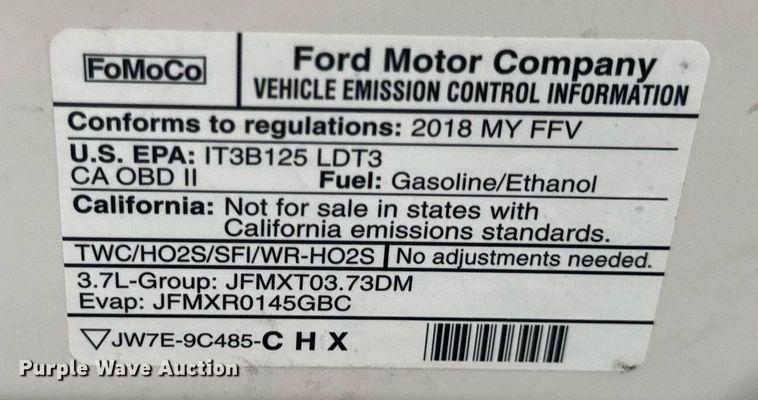 FoMoCo
Ford Motor Company
VEHICLE EMISSION CONTROL INFORMATION
Conforms to regulations: 2018 MY FFV
U.S. EPA: IT3B125 LDT3
CA OBD II Fuel: Gasoline/Ethanol
California: Not for sale in states with
California emissions standards.
TWC/HO2S/SFI/WR-HO2S No adjustments needed.
3.7L-Group: JFMXT03.73DM
Evap: JFMXR0145GBC
JW7E-9C485-C H X
Purple Wave Auction